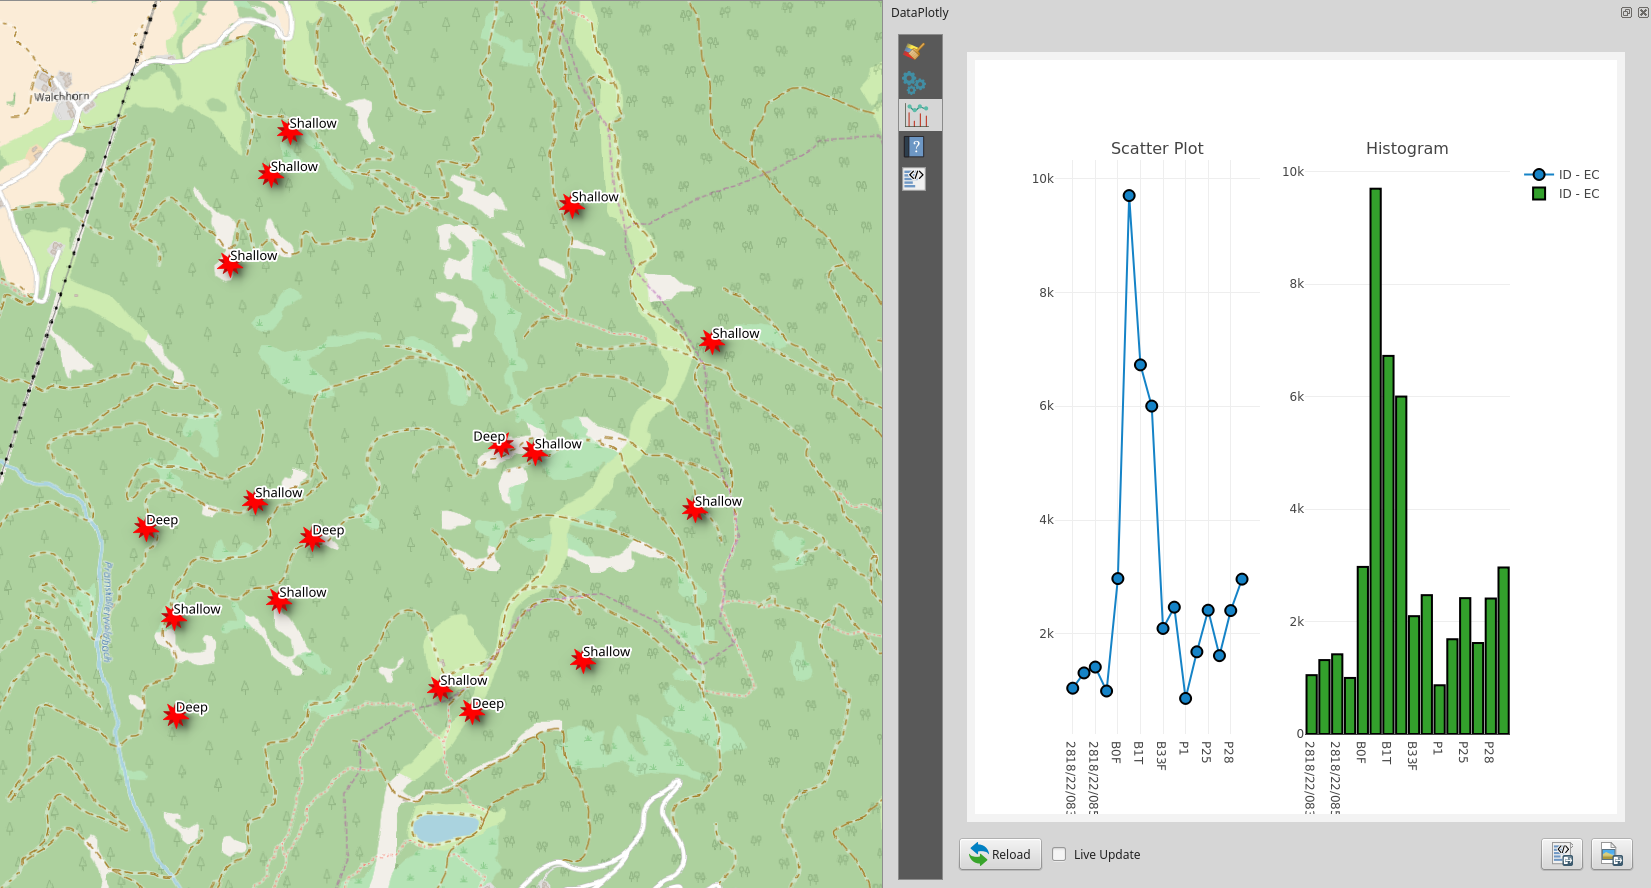 DataPlotly
Walchhorn
Shallow
Shallow
Shallow
Shallow
Shallow
Deep
Shallow
Shallow
Shallow
Deep
Deep
Shallow
Shallow
Shallow
Shallow
Deep
Deep
Scatter Plot
10k
8k
6k
4k
2k
2818/22/083
2818/22/085
B0F
B1T
B33F
P1
P25
P28
Histogram
10k
8k
6k
4k
2k
0
2818/22/083
2818/22/085
B0F
B1T
B33F
P1
P25
P28
ID - EC
ID - EC
Reload
Live Update